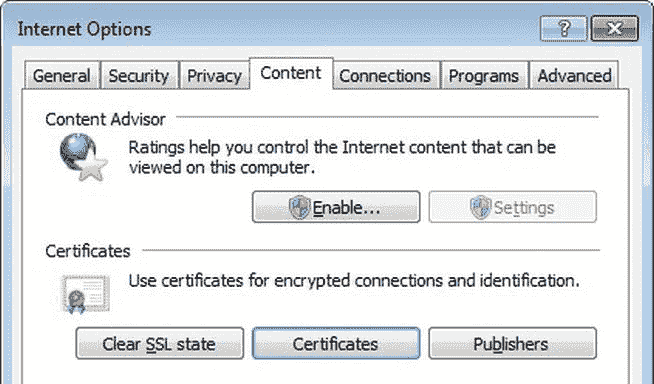 Internet Options
General Security Privacy Content Connections Programs Advanced
Content Advisor
Ratings help you control the Internet content that can be
viewed on this computer.
Enable... Settings
Certificates
Use certificates for encrypted connections and identification.
Clear SSL state Certificates Publishers